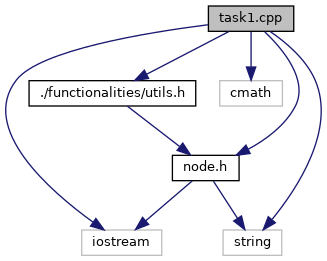 task1.cpp
./functionalities/utils.h
cmath
node.h
iostream
string